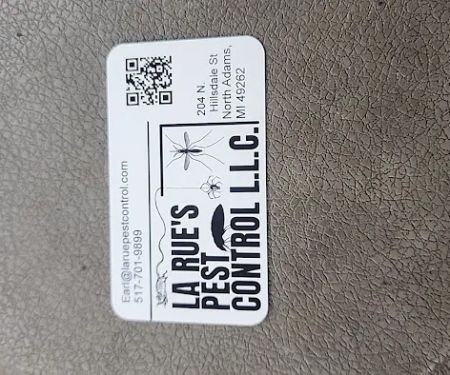 Earl@laruepestcontrol.com
517-701-9899
LA RUE'S
PEST
CONTROL L.L.C.
204 N.
Hillsdale St
North Adams,
MI 49262